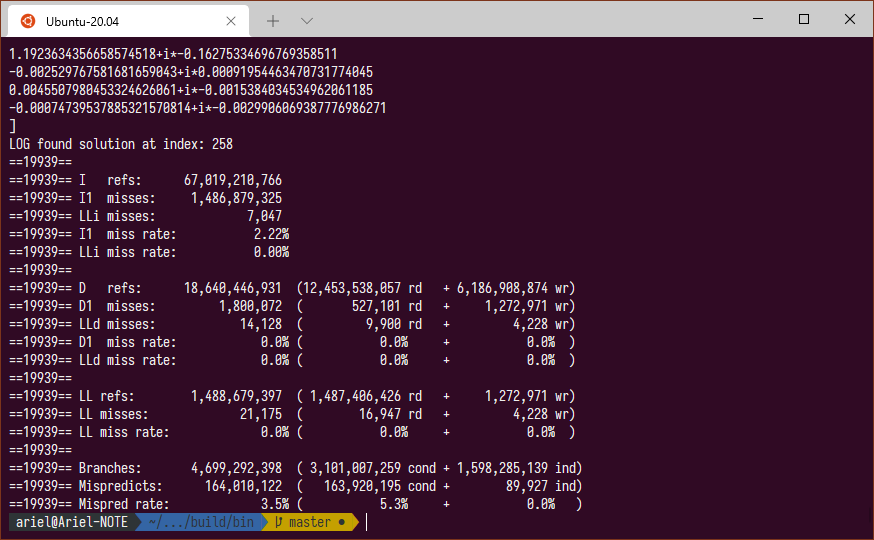 Ubuntu-20.04
1.1923634356658574518+i*-0.16275334696769358511
-0.002529767581681659043+i*0.00091954463470731774045
0.0045507980453324626061+i*-0.0015384034534962061185
-0.00074739537885321570814+i*-0.0029906069387776986271
]
LOG found solution at index: 258
==19939==
==19939== I   refs:      67,019,210,766
==19939== I1  misses:     1,486,879,325
==19939== LLi misses:             7,047
==19939== I1  miss rate:           2.22%
==19939== LLi miss rate:           0.00%
==19939==
==19939== D   refs:      18,640,446,931  (12,453,538,057 rd   + 6,186,908,874 wr)
==19939== D1  misses:         1,800,072  (       527,101 rd   +     1,272,971 wr)
==19939== LLd misses:            14,128  (         9,900 rd   +         4,228 wr)
==19939== D1  miss rate:            0.0% (           0.0%     +           0.0%  )
==19939== LLd miss rate:            0.0% (           0.0%     +           0.0%  )
==19939==
==19939== LL refs:        1,488,679,397  ( 1,487,406,426 rd   +     1,272,971 wr)
==19939== LL misses:             21,175  (        16,947 rd   +         4,228 wr)
==19939== LL miss rate:             0.0% (           0.0%     +           0.0%  )
==19939==
==19939== Branches:       4,699,292,398  ( 3,101,007,259 cond + 1,598,285,139 ind)
==19939== Mispredicts:      164,010,122  (   163,920,195 cond +        89,927 ind)
==19939== Mispred rate:             3.5% (           5.3%     +           0.0%   )
ariel@Ariel-NOTE ~/.../build/bin master ●